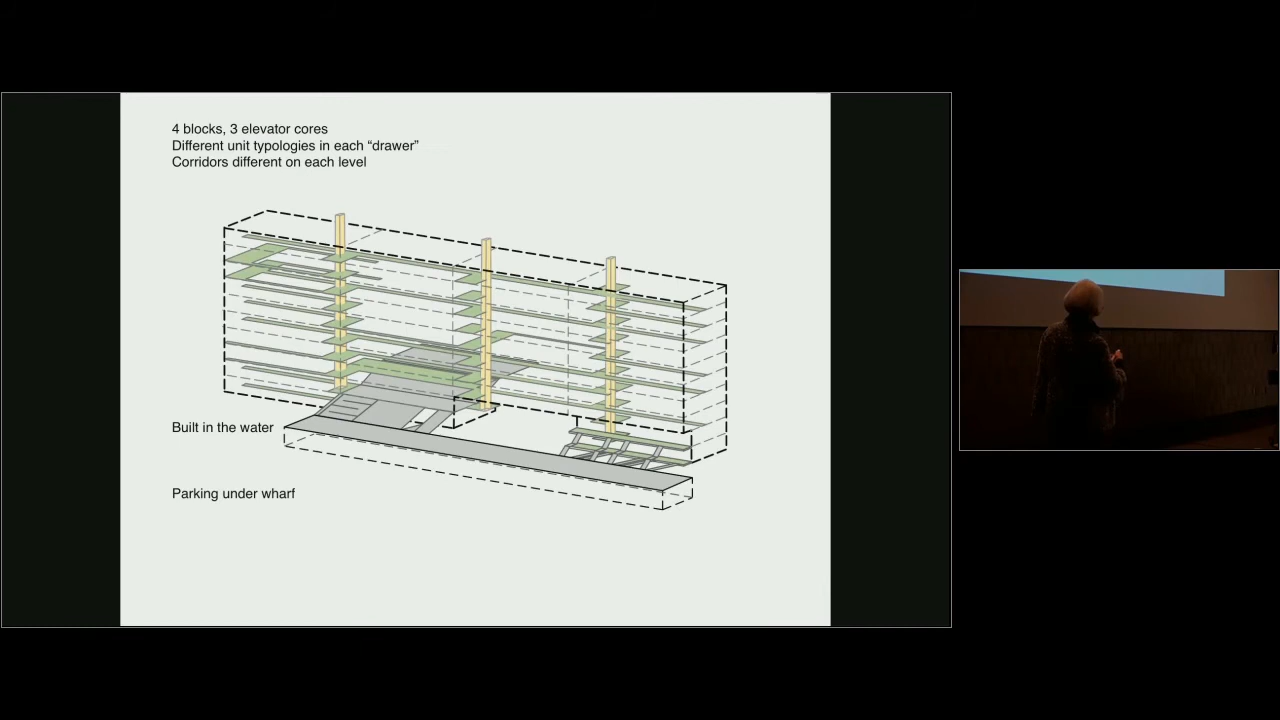 4 blocks, 3 elevator cores
Different unit typologies in each “drawer”
Corridors different on each level
Built in the water
Parking under wharf